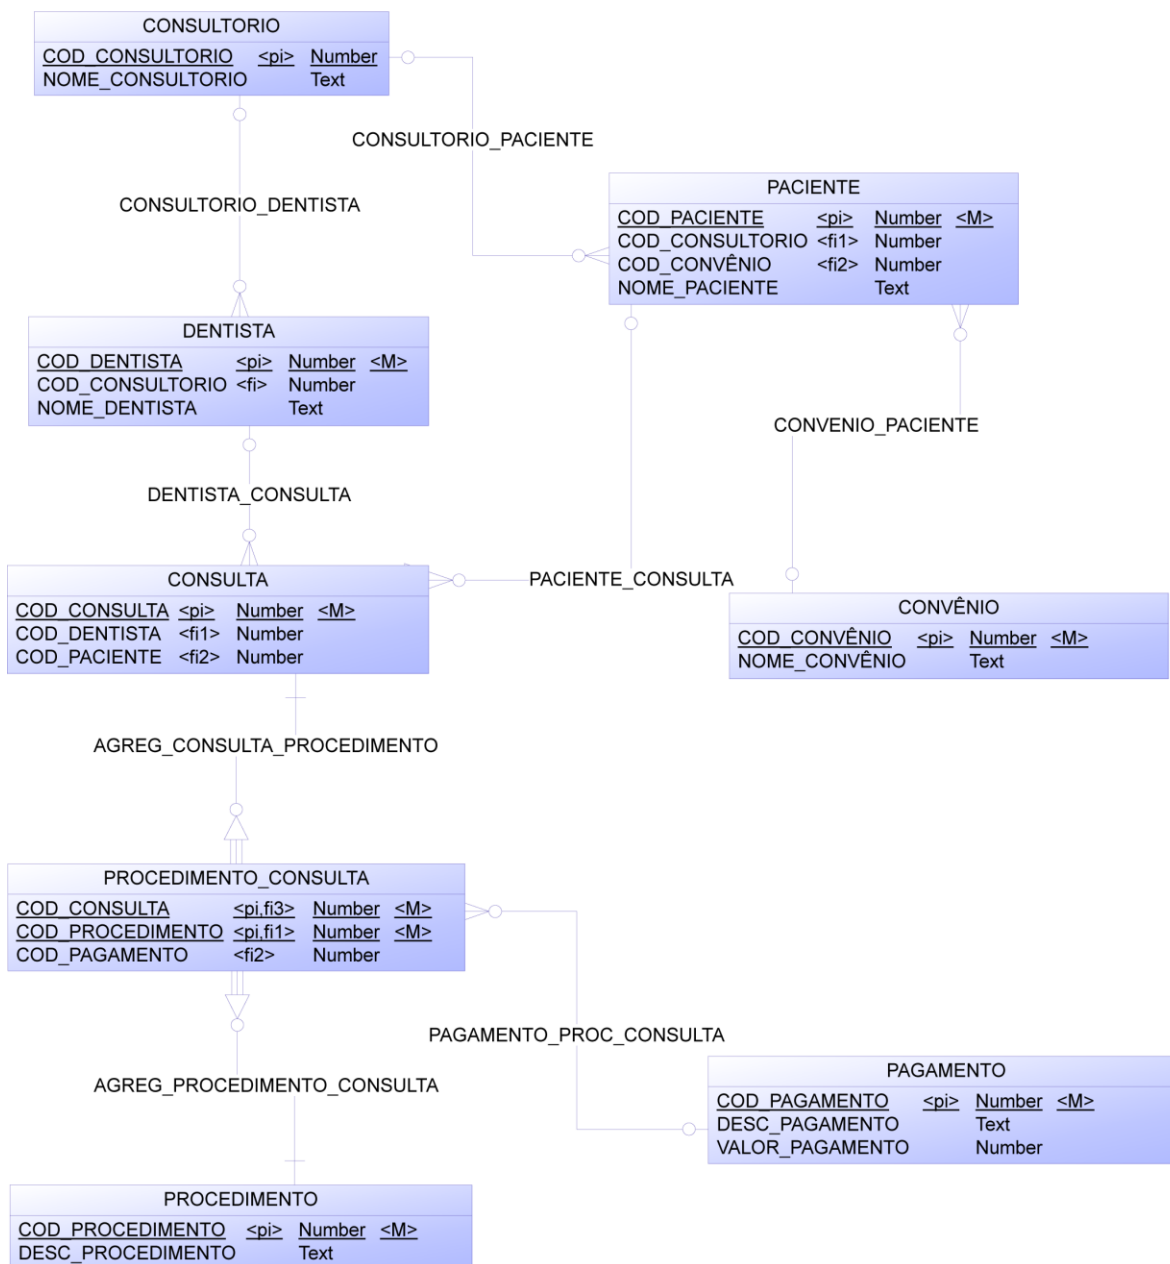 CONSULTORIO
COD_CONSULTORIO <pi> Number
NOME_CONSULTORIO Text
CONSULTORIO_PACIENTE
PACIENTE
COD_PACIENTE <pi> Number <M>
COD_CONSULTORIO <fi1> Number
COD_CONVÊNIO <fi2> Number
NOME_PACIENTE Text
CONSULTORIO_DENTISTA
DENTISTA
COD_DENTISTA <pi> Number <M>
COD_CONSULTORIO <fi> Number
NOME_DENTISTA Text
CONVENIO_PACIENTE
DENTISTA_CONSULTA
PACIENTE_CONSULTA
CONSULTA
COD_CONSULTA <pi> Number <M>
COD_DENTISTA <fi1> Number
COD_PACIENTE <fi2> Number
CONVÊNIO
COD_CONVÊNIO <pi> Number <M>
NOME_CONVÊNIO Text
AGREG_CONSULTA_PROCEDIMENTO
PROCEDIMENTO_CONSULTA
COD_CONSULTA <pi,fi3> Number <M>
COD_PROCEDIMENTO <pi,fi1> Number <M>
COD_PAGAMENTO <fi2> Number
PAGAMENTO_PROC_CONSULTA
PAGAMENTO
COD_PAGAMENTO <pi> Number <M>
DESC_PAGAMENTO Text
VALOR_PAGAMENTO Number
AGREG_PROCEDIMENTO_CONSULTA
PROCEDIMENTO
COD_PROCEDIMENTO <pi> Number <M>
DESC_PROCEDIMENTO Text